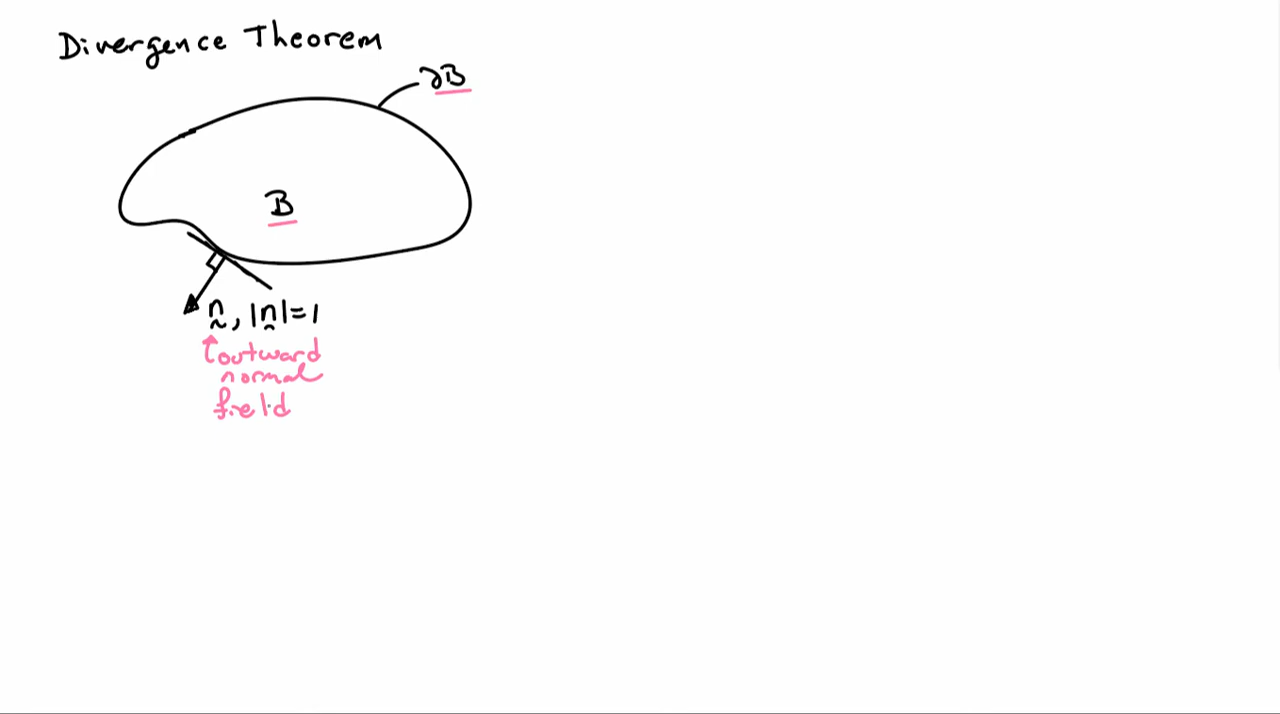 Divergence Theorem
∂B
B
n, |n|=1
outward
normal
field